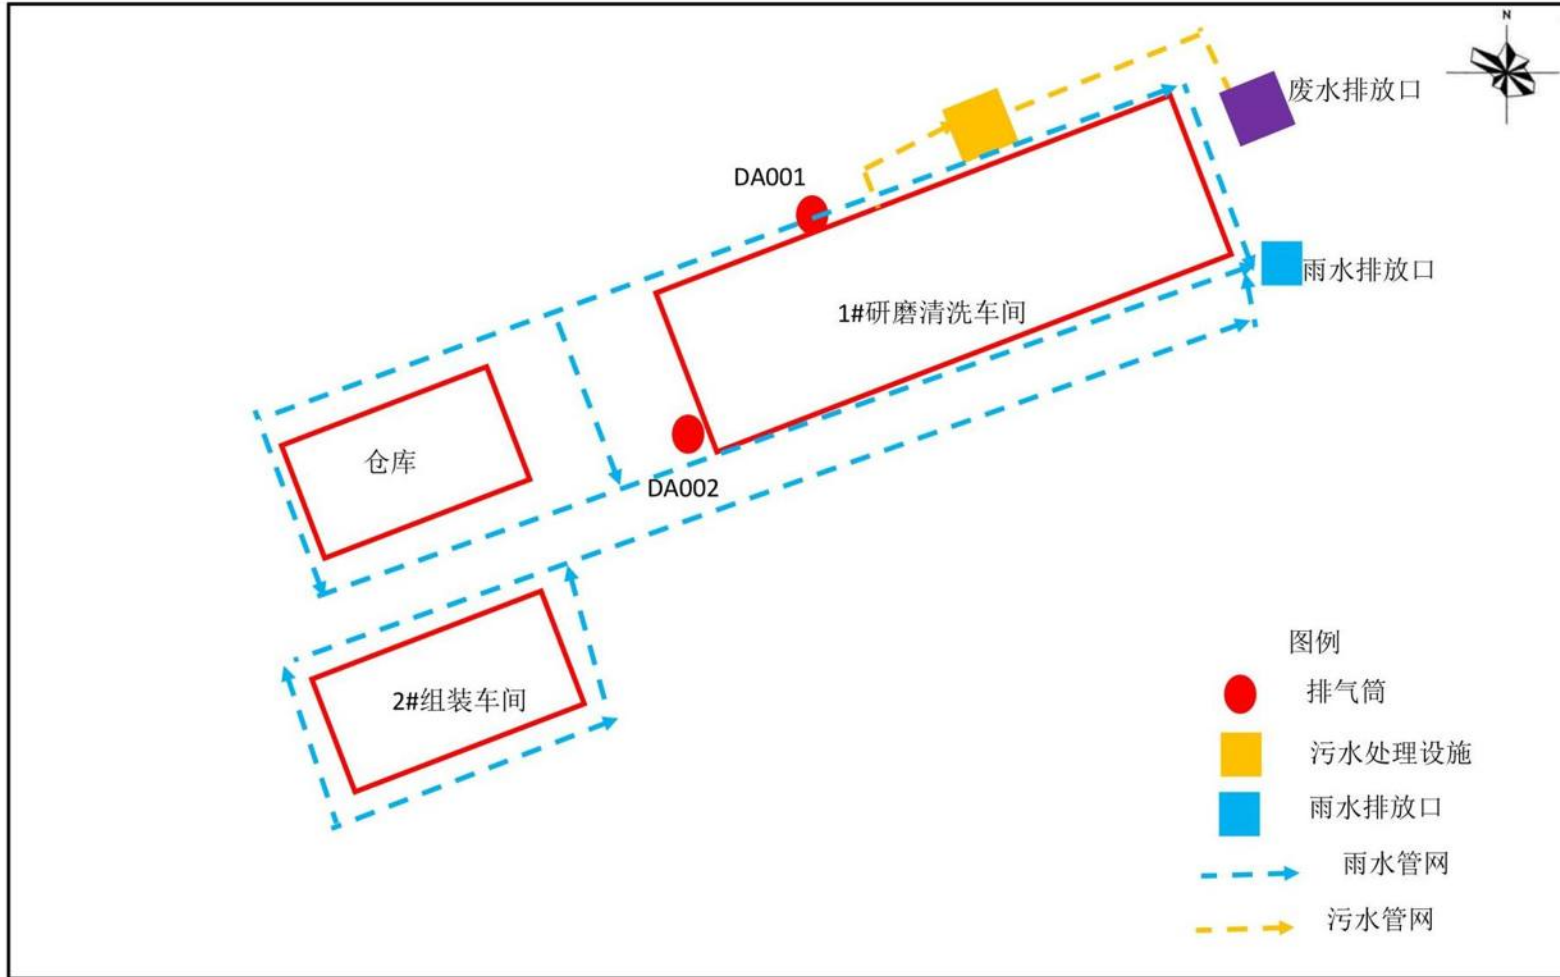 N
废水排放口
DA001
雨水排放口
1#研磨清洗车间
仓库
DA002
2#组装车间
图例
排气筒
污水处理设施
雨水排放口
雨水管网
污水管网